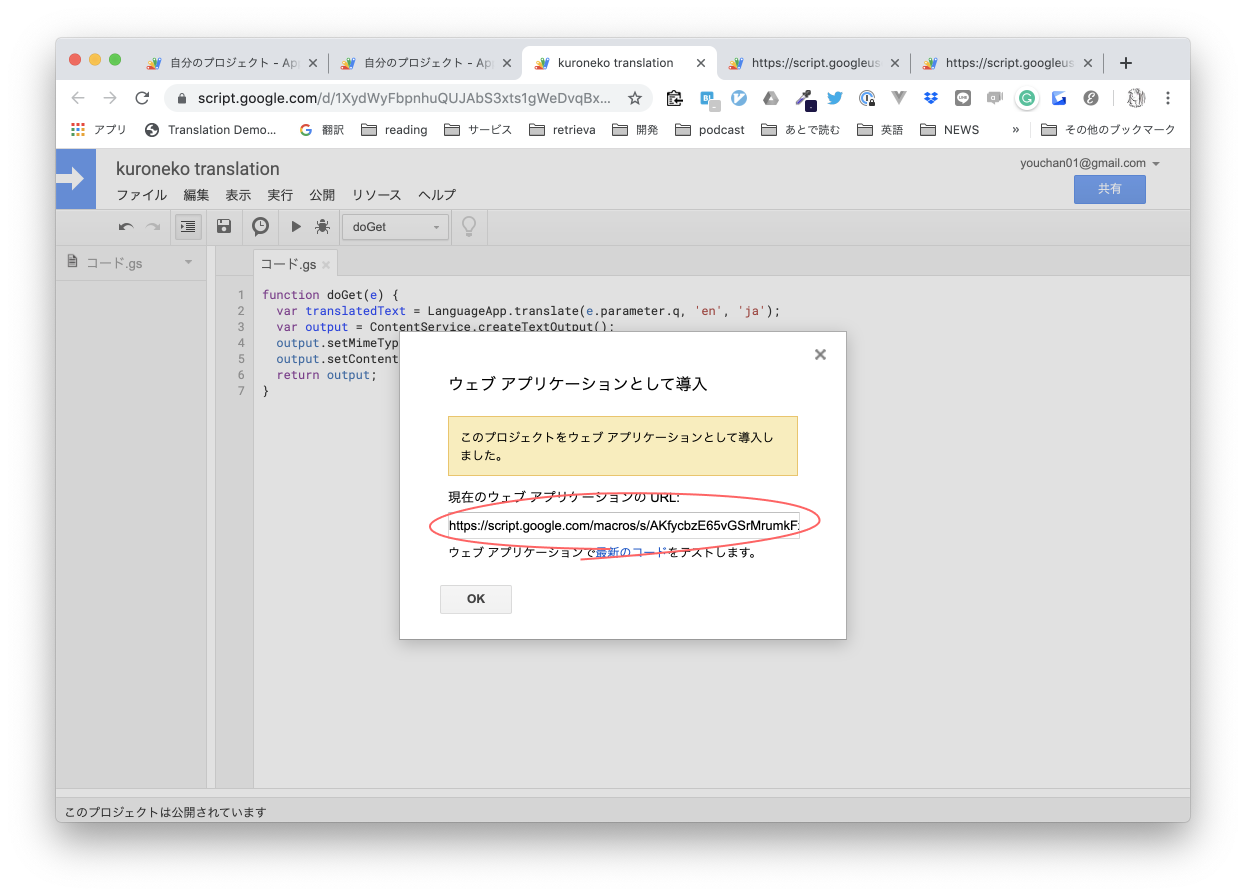 自分のプロジェクト - Ap
自分のプロジェクト - Ap
kuroneko translation
https://script.googleus
https://script.googleus
script.google.com/d/1XydWyFbpnhuQUJAbS3xts1gWeDvqBx...
アプリ
Translation Demo...
翻訳
reading
サービス
retrieva
開発
podcast
あとで読む
英語
NEWS
»
その他のブックマーク
kuroneko translation
youchan01@gmail.com
ファイル 編集 表示 実行 公開 リソース ヘルプ
共有
doGet
コード.gs
コード.gs
1 function doGet(e) {
2 var translatedText = LanguageApp.translate(e.parameter.q, 'en', 'ja');
3 var output = ContentService.createTextOutput();
4 output.setMimeTyp
5 output.setContent
6 return output;
7 }
ウェブ アプリケーションとして導入
このプロジェクトをウェブ アプリケーションとして導入し
ました。
現在のウェブ アプリケーションの URL:
https://script.google.com/macros/s/AKfycbzE65vGSrMrumkF
ウェブ アプリケーションで最新のコードをテストします。
OK
このプロジェクトは公開されています